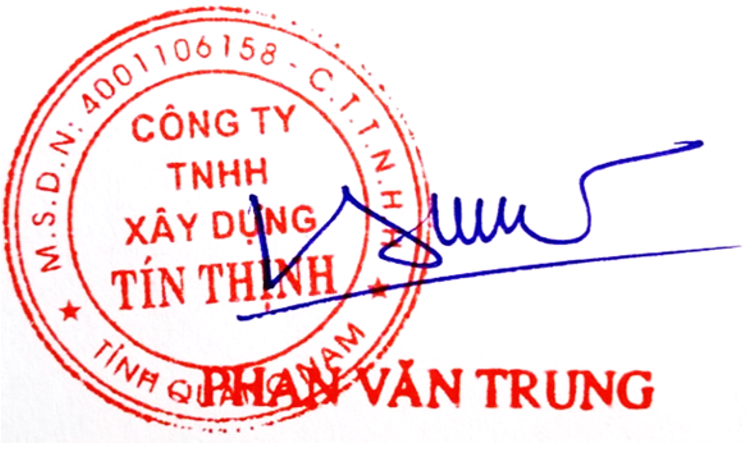 M.S.D.N: 4001106158 - C.T.T.N.H.H
CÔNG TY
TNHH
XÂY DỰNG
TÍN THỊNH
TỈNH QUẢNG NAM
PHAN VĂN TRUNG